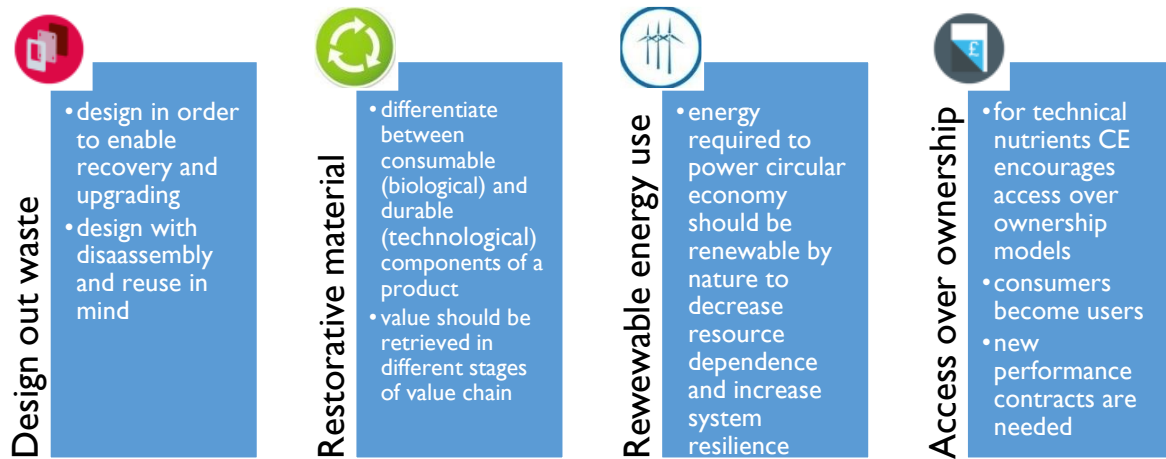 Design out waste
•design in order
to enable
recovery and
upgrading
•design with
disassembly
and reuse in
mind
Restorative material
•differentiate
between
consumable
(biological) and
durable
(technological)
components of a
product
•value should be
retrieved in
different stages
of value chain
Rewewable energy use
•energy
required to
power circular
economy
should be
renewable by
nature to
decrease
resource
dependence
and increase
system
resilience
£
Access over ownership
•for technical
nutrients CE
encourages
access over
ownership
models
•consumers
become users
•new
performance
contracts are
needed